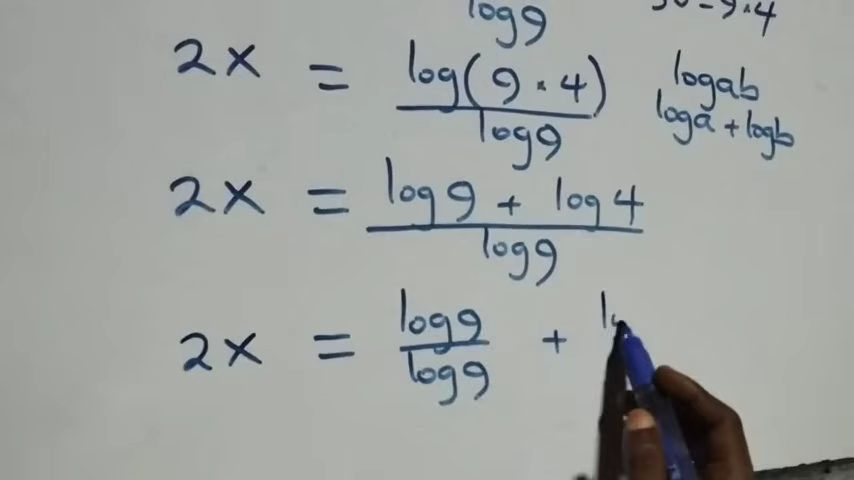 log9
2x = log(9·4) / log9
logab
loga + logb
2x = log9 + log4 / log9
2x = log9 / log9 + l